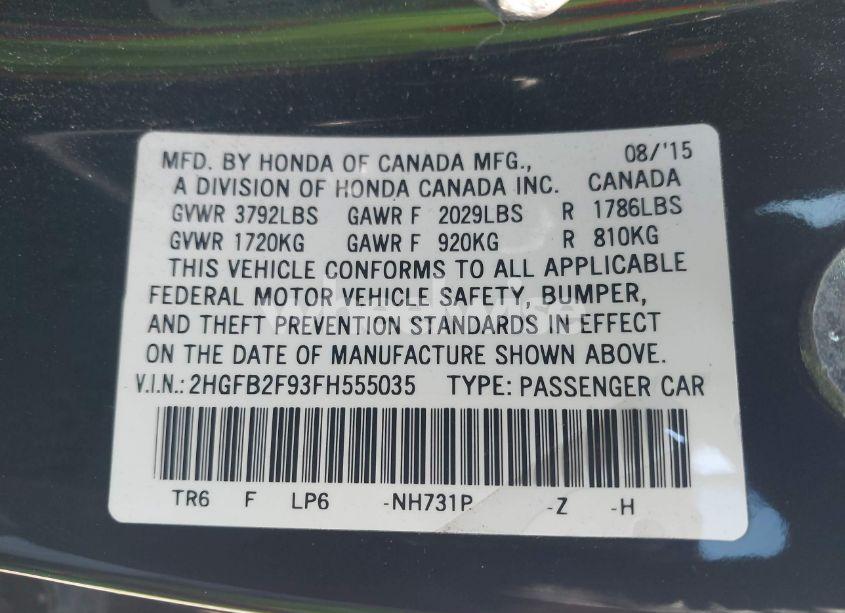 MFD. BY HONDA OF CANADA MFG., 08/'15
A DIVISION OF HONDA CANADA INC. CANADA
GVWR 3792LBS GAWR F 2029LBS R 1786LBS
GVWR 1720KG GAWR F 920KG R 810KG
THIS VEHICLE CONFORMS TO ALL APPLICABLE
FEDERAL MOTOR VEHICLE SAFETY, BUMPER,
AND THEFT PREVENTION STANDARDS IN EFFECT
ON THE DATE OF MANUFACTURE SHOWN ABOVE.
V.I.N.: 2HGFB2F93FH555035 TYPE: PASSENGER CAR
TR6 F LP6 -NH731P -Z -H